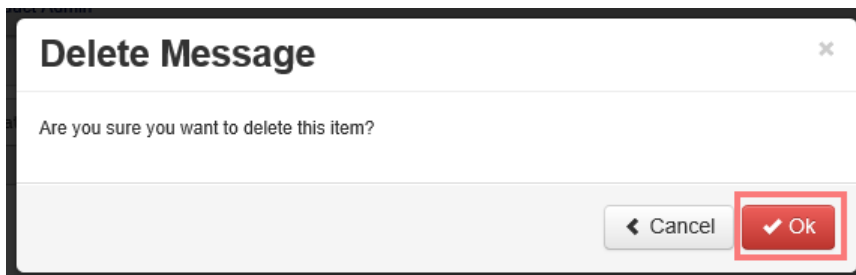 Delete Message
×
Are you sure you want to delete this item?
Cancel
Ok